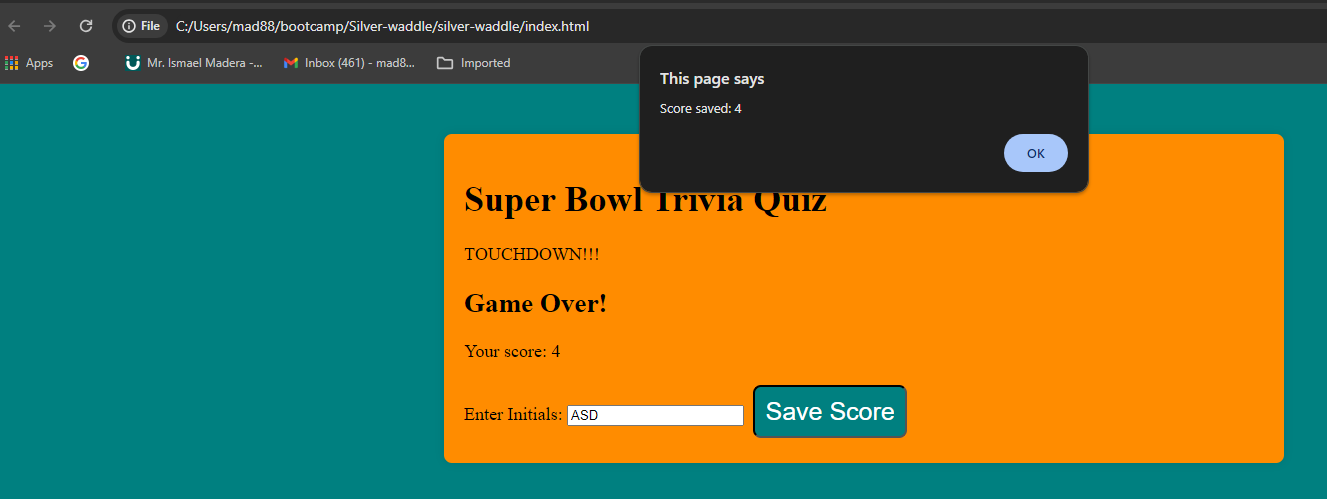 File C:/Users/mad88/bootcamp/Silver-waddle/silver-waddle/index.html
Apps Mr. Ismael Madera -... Inbox (461) - mad8... Imported
This page says
Score saved: 4
OK
Super Bowl Trivia Quiz
TOUCHDOWN!!!
Game Over!
Your score: 4
Enter Initials: ASD Save Score